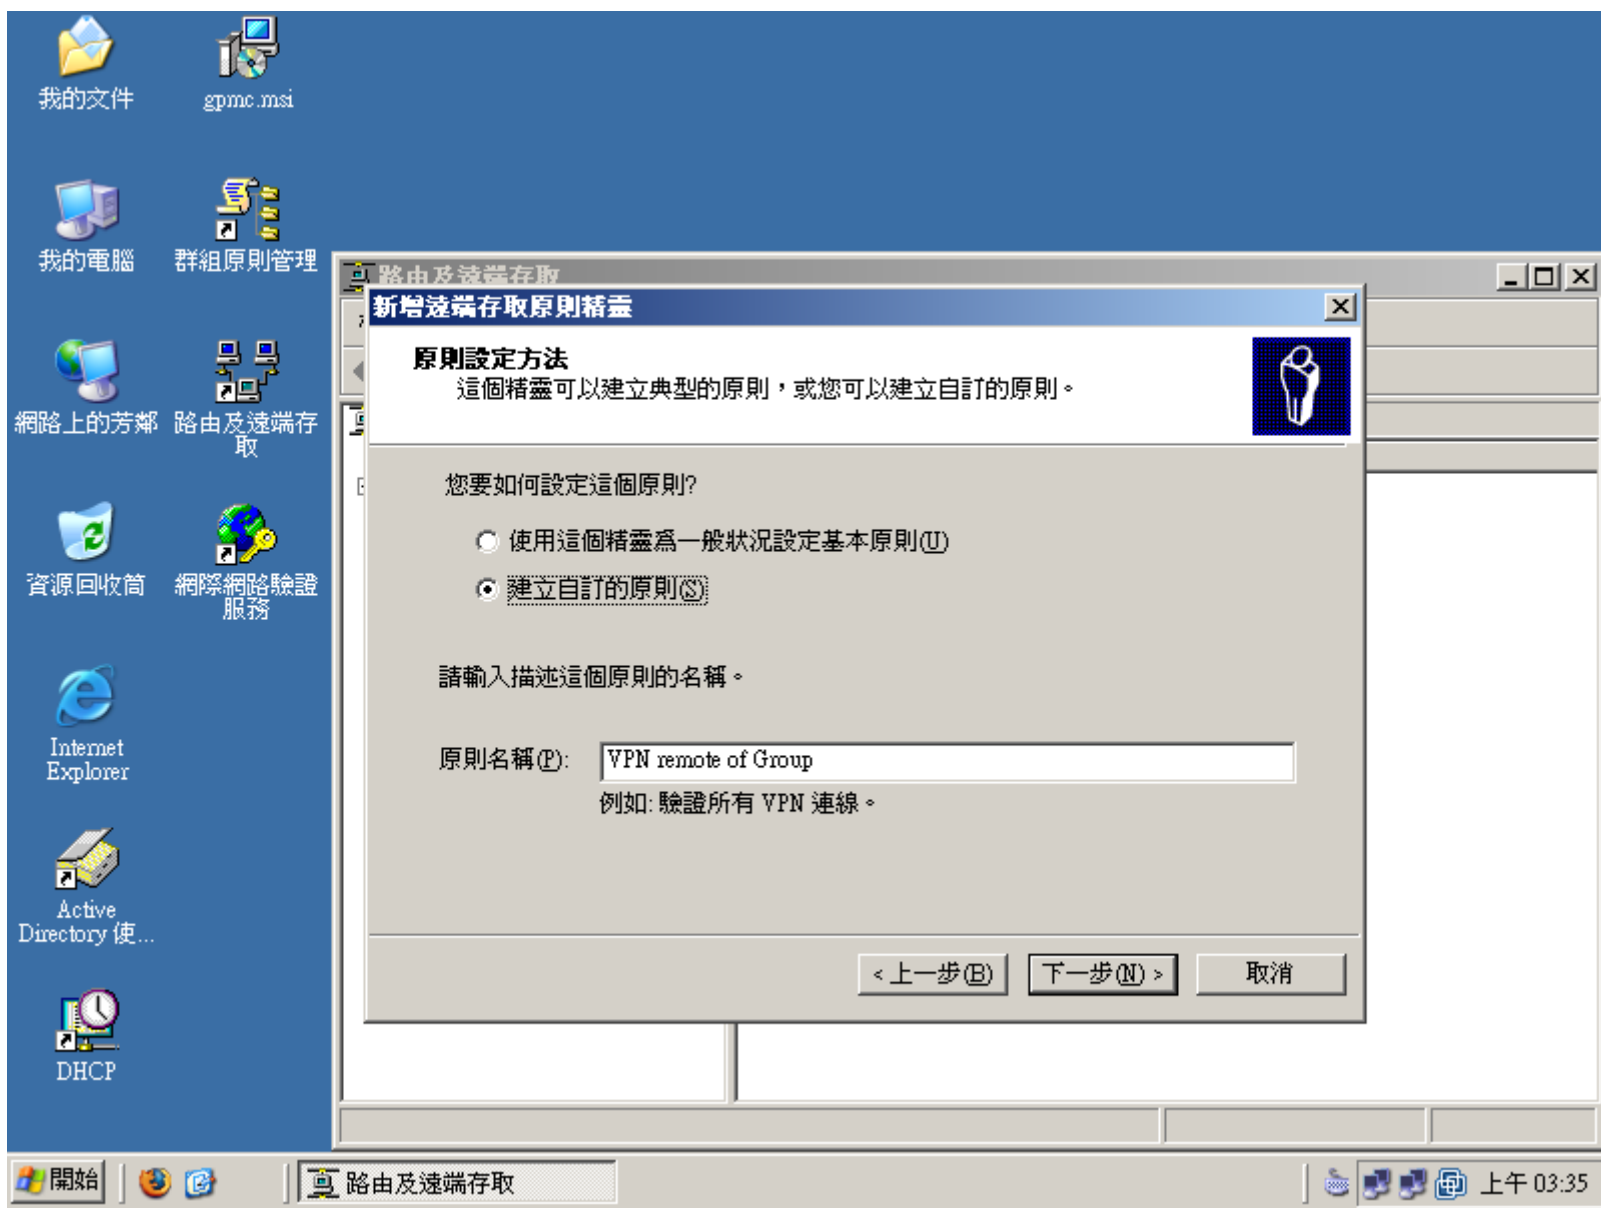 我的文件
gpmc.msi
我的電腦
群組原則管理
網路上的芳鄰
路由及遠端存
取
資源回收筒
網際網路驗證
服務
Internet
Explorer
Active
Directory 使...
DHCP
路由及遠端存取
新增遠端存取原則精靈
原則設定方法
這個精靈可以建立典型的原則，或您可以建立自訂的原則。
您要如何設定這個原則?
使用這個精靈為一般狀況設定基本原則(U)
建立自訂的原則(S)
請輸入描述這個原則的名稱。
原則名稱(P):
VPN remote of Group
例如: 驗證所有 VPN 連線。
<上一步(B)
下一步(N) >
取消
開始
路由及遠端存取
上午 03:35